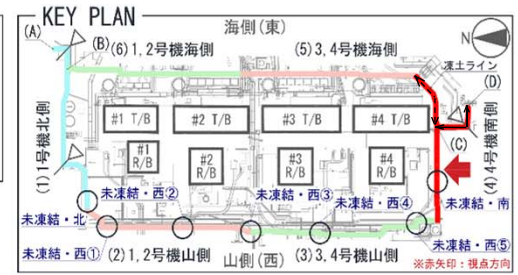 KEY PLAN
海側(東)
N
(A)
(B)
(6)1,2号機海側
(5)3,4号機海側
凍土ライン
(D)
#1 T/B
#2 T/B
#3 T/B
#4 T/B
(1)1号機北側
#1
R/B
#2
R/B
#3
R/B
#4
R/B
(C)
(4)4号機南側
未凍結・西②
未凍結・西③
未凍結・西④
未凍結・南
未凍結・北
未凍結・西①
(2)1,2号機山側
山側(西)
(3)3,4号機山側
未凍結・西⑤
※赤矢印:視点方向